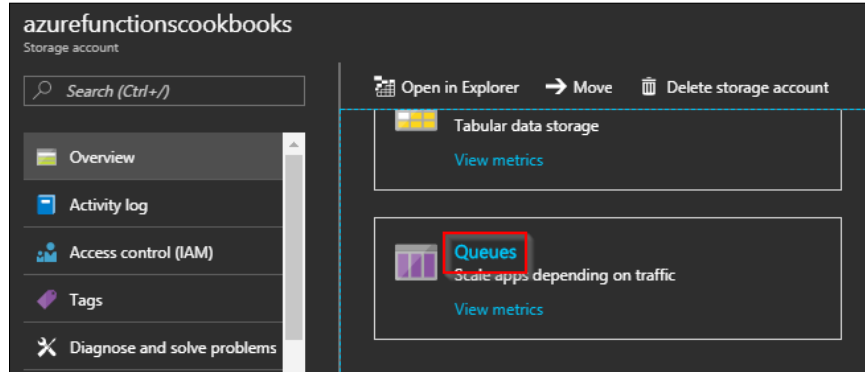 azurefunctionscookbooks
Storage account
Search (Ctrl+/)
Overview
Activity log
Access control (IAM)
Tags
Diagnose and solve problems
Open in Explorer
Move
Delete storage account
Tabular data storage
View metrics
Queues
Scale apps depending on traffic
View metrics